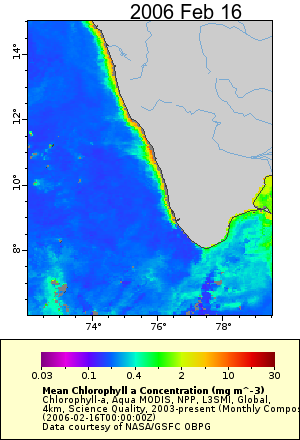 2006 Feb 16
14°
12°
10°
8°
74° 76° 78°
0.03 0.1 0.4 2 10 30
Mean Chlorophyll a Concentration (mg m^-3)
Chlorophyll-a, Aqua MODIS, NPP, L3SMI, Global,
4km, Science Quality, 2003-present (Monthly Compos
(2006-02-16T00:00:00Z)
Data courtesy of NASA/GSFC OBPG